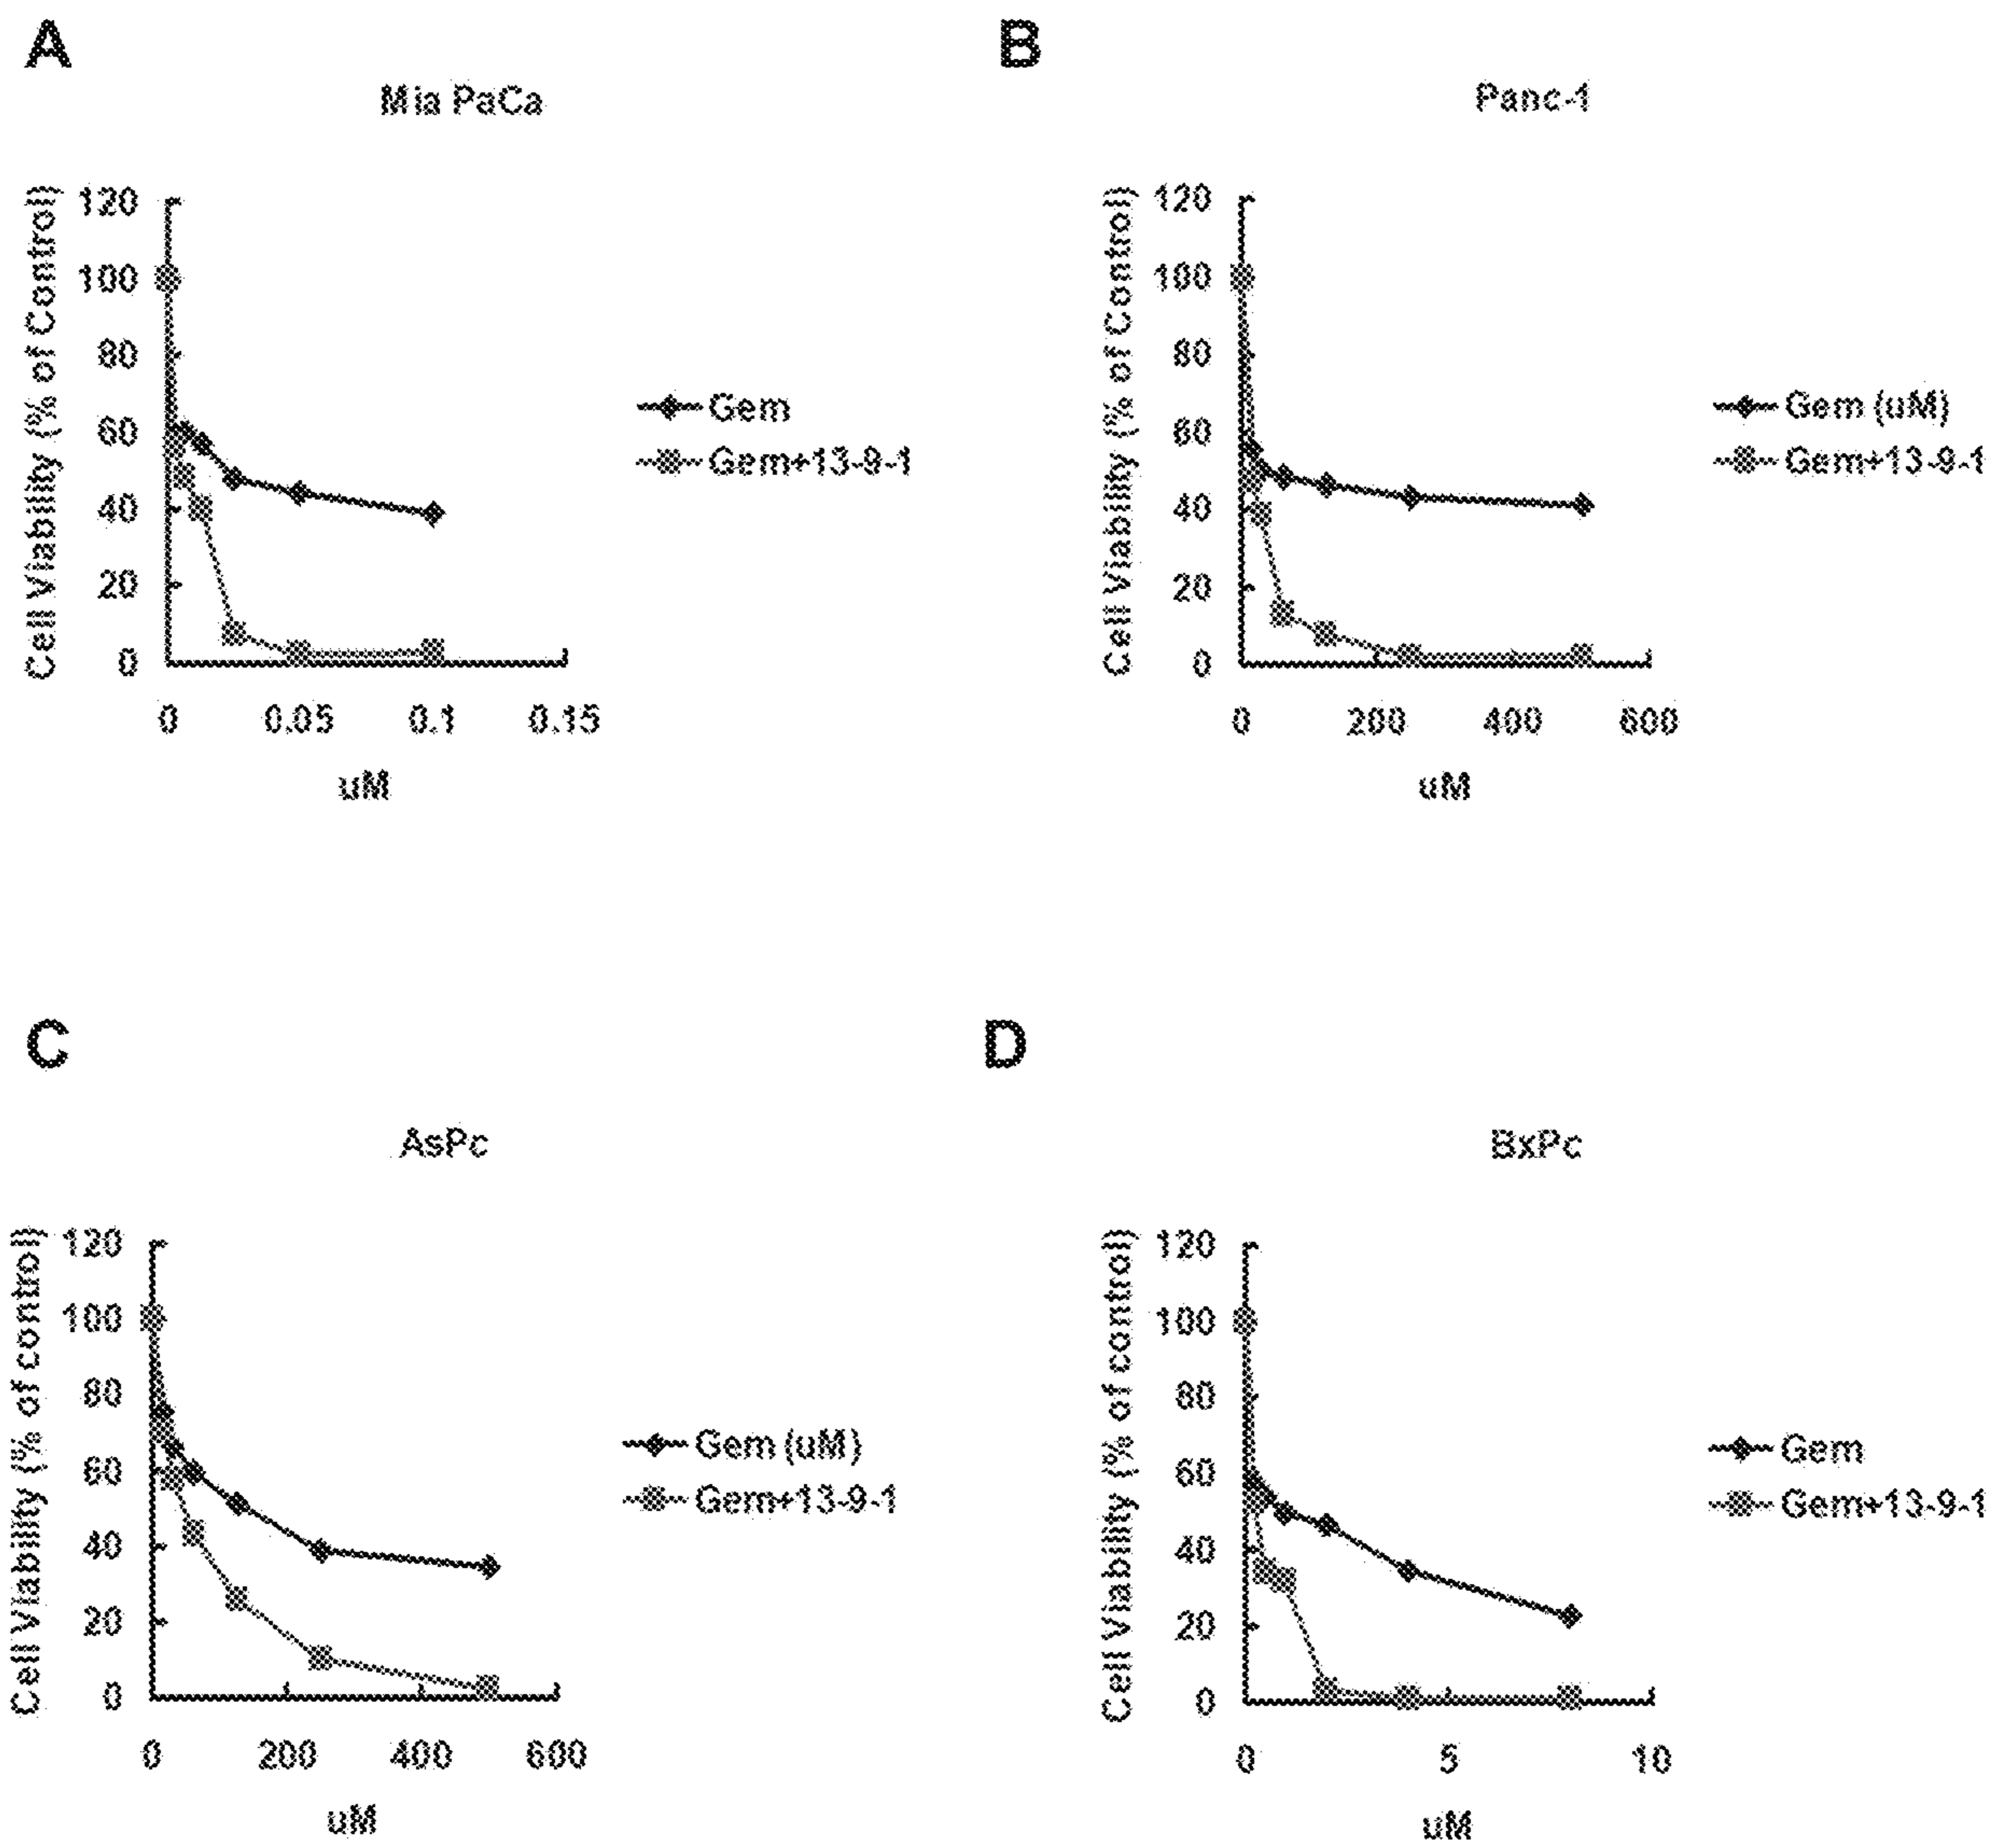 A
Mia PaCa
Cell Viability (% of Control)
120
100
80
60
40
20
0
0 0.05 0.1 0.15
uM
Gem
Gem+13-9-1
B
Panc-1
Cell Viability (% of Control)
120
100
80
60
40
20
0
0 200 400 600
uM
Gem (uM)
Gem+13-9-1
C
AsPc
Cell Viability (% of control)
120
100
80
60
40
20
0
0 200 400 600
uM
Gem (uM)
Gem+13-9-1
D
BxPc
Cell Viability (% of control)
120
100
80
60
40
20
0
0 5 10
uM
Gem
Gem+13-9-1